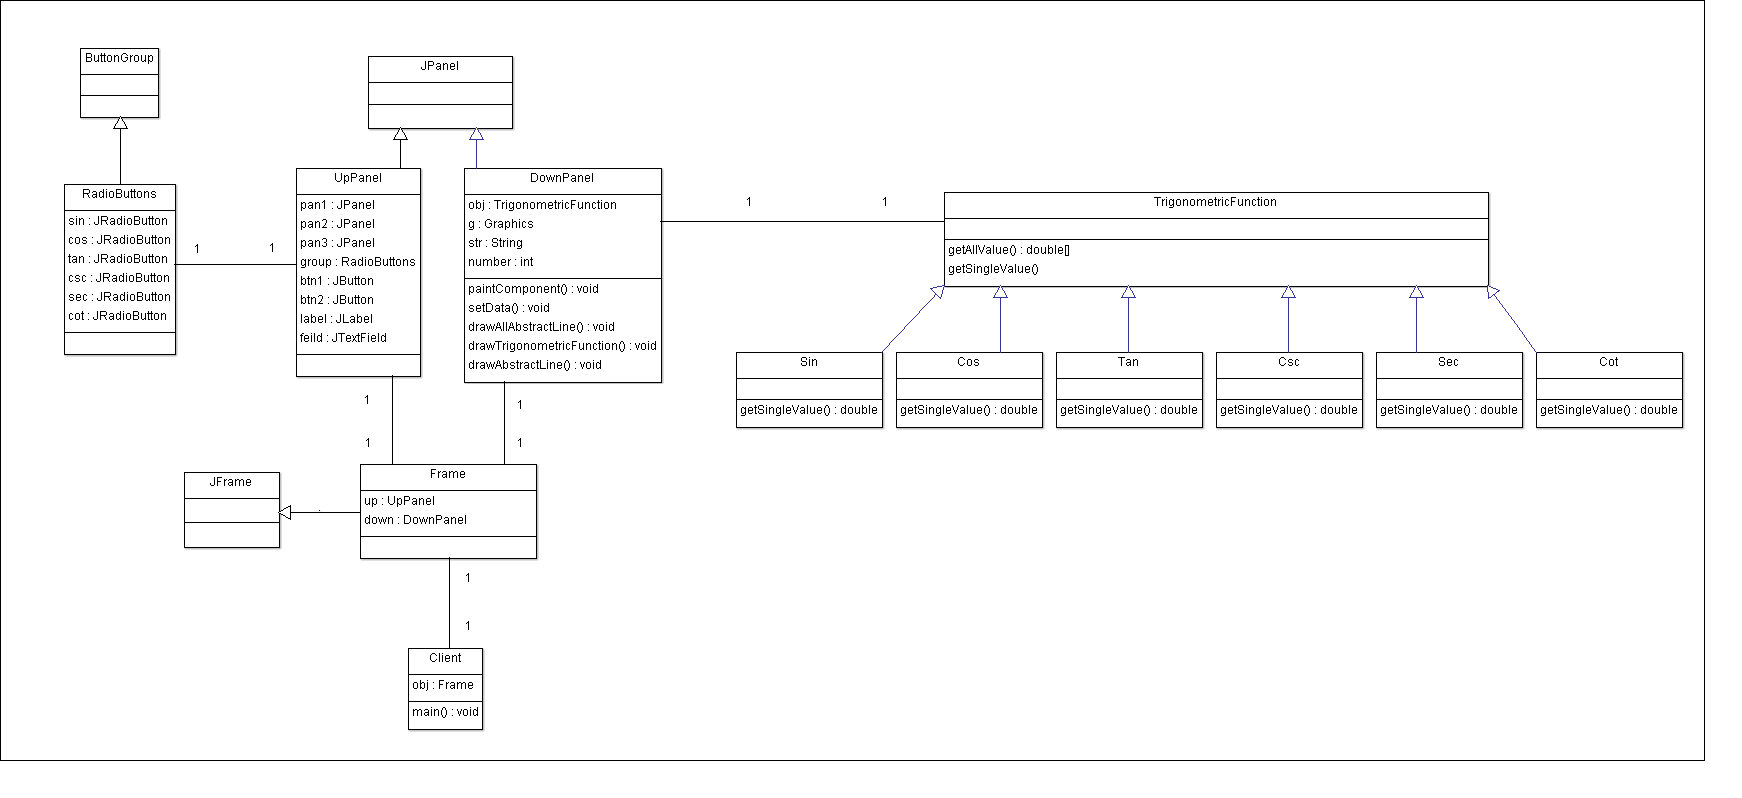 ButtonGroup
JPanel
RadioButtons
sin : JRadioButton
cos : JRadioButton
tan : JRadioButton
csc : JRadioButton
sec : JRadioButton
cot : JRadioButton
1
1
UpPanel
pan1 : JPanel
pan2 : JPanel
pan3 : JPanel
group : RadioButtons
btn1 : JButton
btn2 : JButton
label : JLabel
feild : JTextField
DownPanel
obj : TrigonometricFunction
g : Graphics
str : String
number : int
paintComponent() : void
setData() : void
drawAllAbstractLine() : void
drawTrigonometricFunction() : void
drawAbstractLine() : void
1
1
TrigonometricFunction
getAllValue() : double[]
getSingleValue()
Sin
getSingleValue() : double
Cos
getSingleValue() : double
Tan
getSingleValue() : double
Csc
getSingleValue() : double
Sec
getSingleValue() : double
Cot
getSingleValue() : double
1
1
1
1
JFrame
Frame
up : UpPanel
down : DownPanel
1
1
Client
obj : Frame
main() : void